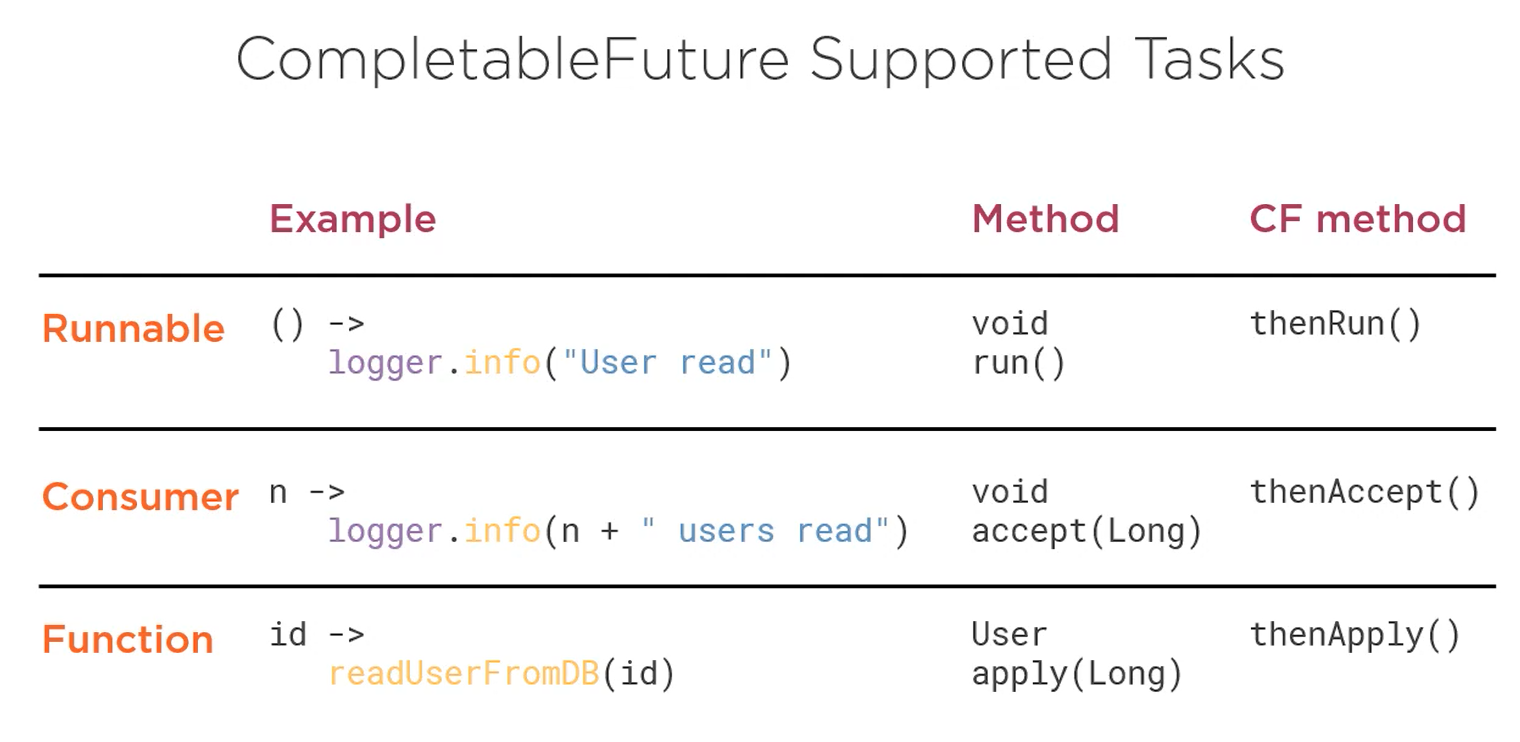 CompletableFuture Supported Tasks
Example Method CF method
Runnable () -> void thenRun()
logger.info("User read") run()
Consumer n -> void thenAccept()
logger.info(n + " users read") accept(Long)
Function id -> User thenApply()
readUserFromDB(id) apply(Long)